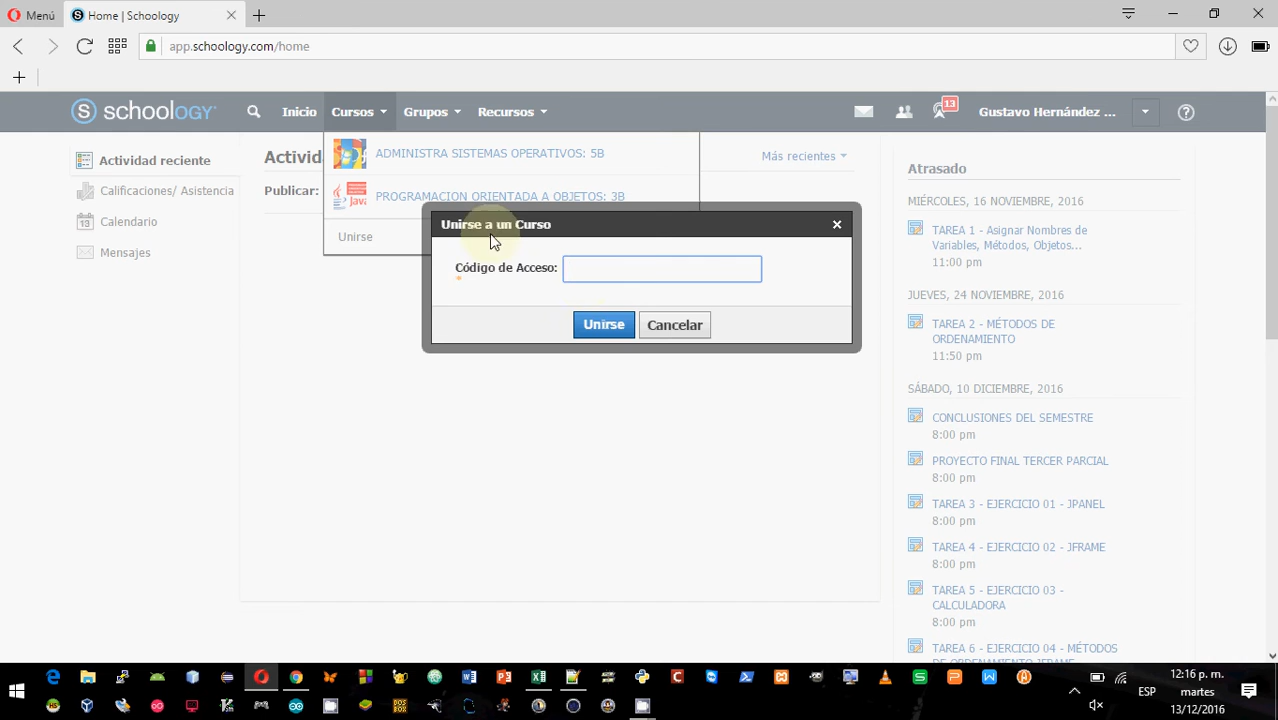 Menú
Home | Schoology
app.schoology.com/home
S schoology
Inicio
Cursos
Grupos
Recursos
13
Gustavo Hernández ...
Actividad reciente
Calificaciones/ Asistencia
13 Calendario
Mensajes
Activid
Más recientes
Publicar:
ADMINISTRA SISTEMAS OPERATIVOS: 5B
PROGRAMACION ORIENTADA A OBJETOS: 3B
Unirse
Unirse a un Curso
Código de Acceso:
*
Unirse
Cancelar
Atrasado
MIÉRCOLES, 16 NOVIEMBRE, 2016
TAREA 1 - Asignar Nombres de
Variables, Métodos, Objetos...
11:00 pm
JUEVES, 24 NOVIEMBRE, 2016
TAREA 2 - MÉTODOS DE
ORDENAMIENTO
11:50 pm
SÁBADO, 10 DICIEMBRE, 2016
CONCLUSIONES DEL SEMESTRE
8:00 pm
PROYECTO FINAL TERCER PARCIAL
8:00 pm
TAREA 3 - EJERCICIO 01 - JPANEL
8:00 pm
TAREA 4 - EJERCICIO 02 - JFRAME
8:00 pm
TAREA 5 - EJERCICIO 03 -
CALCULADORA
8:00 pm
TAREA 6 - EJERCICIO 04 - MÉTODOS
DE ORDENAMIENTO JFRAME
12:16 p. m.
ESP
martes
13/12/2016